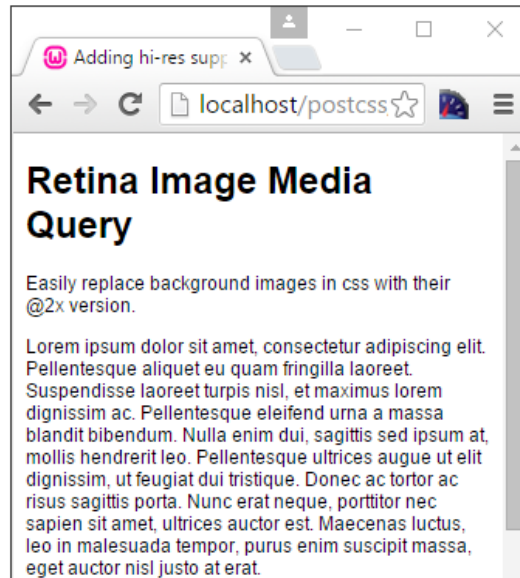 Adding hi-res supp
localhost/postcss
Retina Image Media
Query
Easily replace background images in css with their
@2x version.
Lorem ipsum dolor sit amet, consectetur adipiscing elit.
Pellentesque aliquet eu quam fringilla laoreet.
Suspendisse laoreet turpis nisl, et maximus lorem
dignissim ac. Pellentesque eleifend urna a massa
blandit bibendum. Nulla enim dui, sagittis sed ipsum at,
mollis hendrerit leo. Pellentesque ultrices augue ut elit
dignissim, ut feugiat dui tristique. Donec ac tortor ac
risus sagittis porta. Nunc erat neque, porttitor nec
sapien sit amet, ultrices auctor est. Maecenas luctus,
leo in malesuada tempor, purus enim suscipit massa,
eget auctor nisl justo at erat.